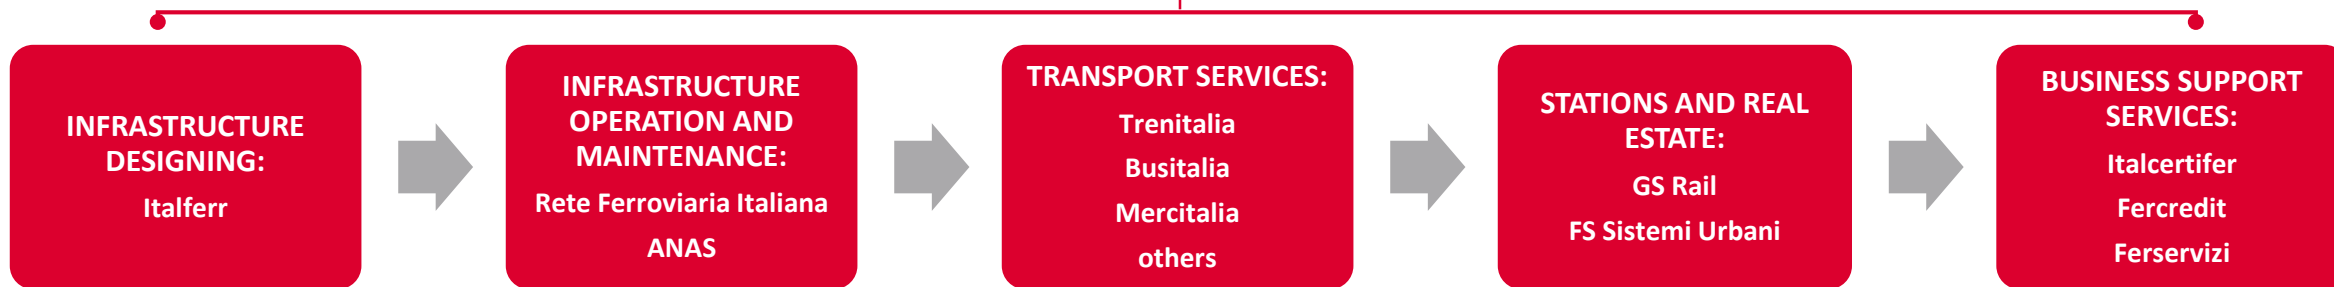 INFRASTRUCTURE
DESIGNING:
Italferr
INFRASTRUCTURE
OPERATION AND
MAINTENANCE:
Rete Ferroviaria Italiana
ANAS
TRANSPORT SERVICES:
Trenitalia
Busitalia
Mercitalia
others
STATIONS AND REAL
ESTATE:
GS Rail
FS Sistemi Urbani
BUSINESS SUPPORT
SERVICES:
Italcertifer
Fercredit
Ferservizi